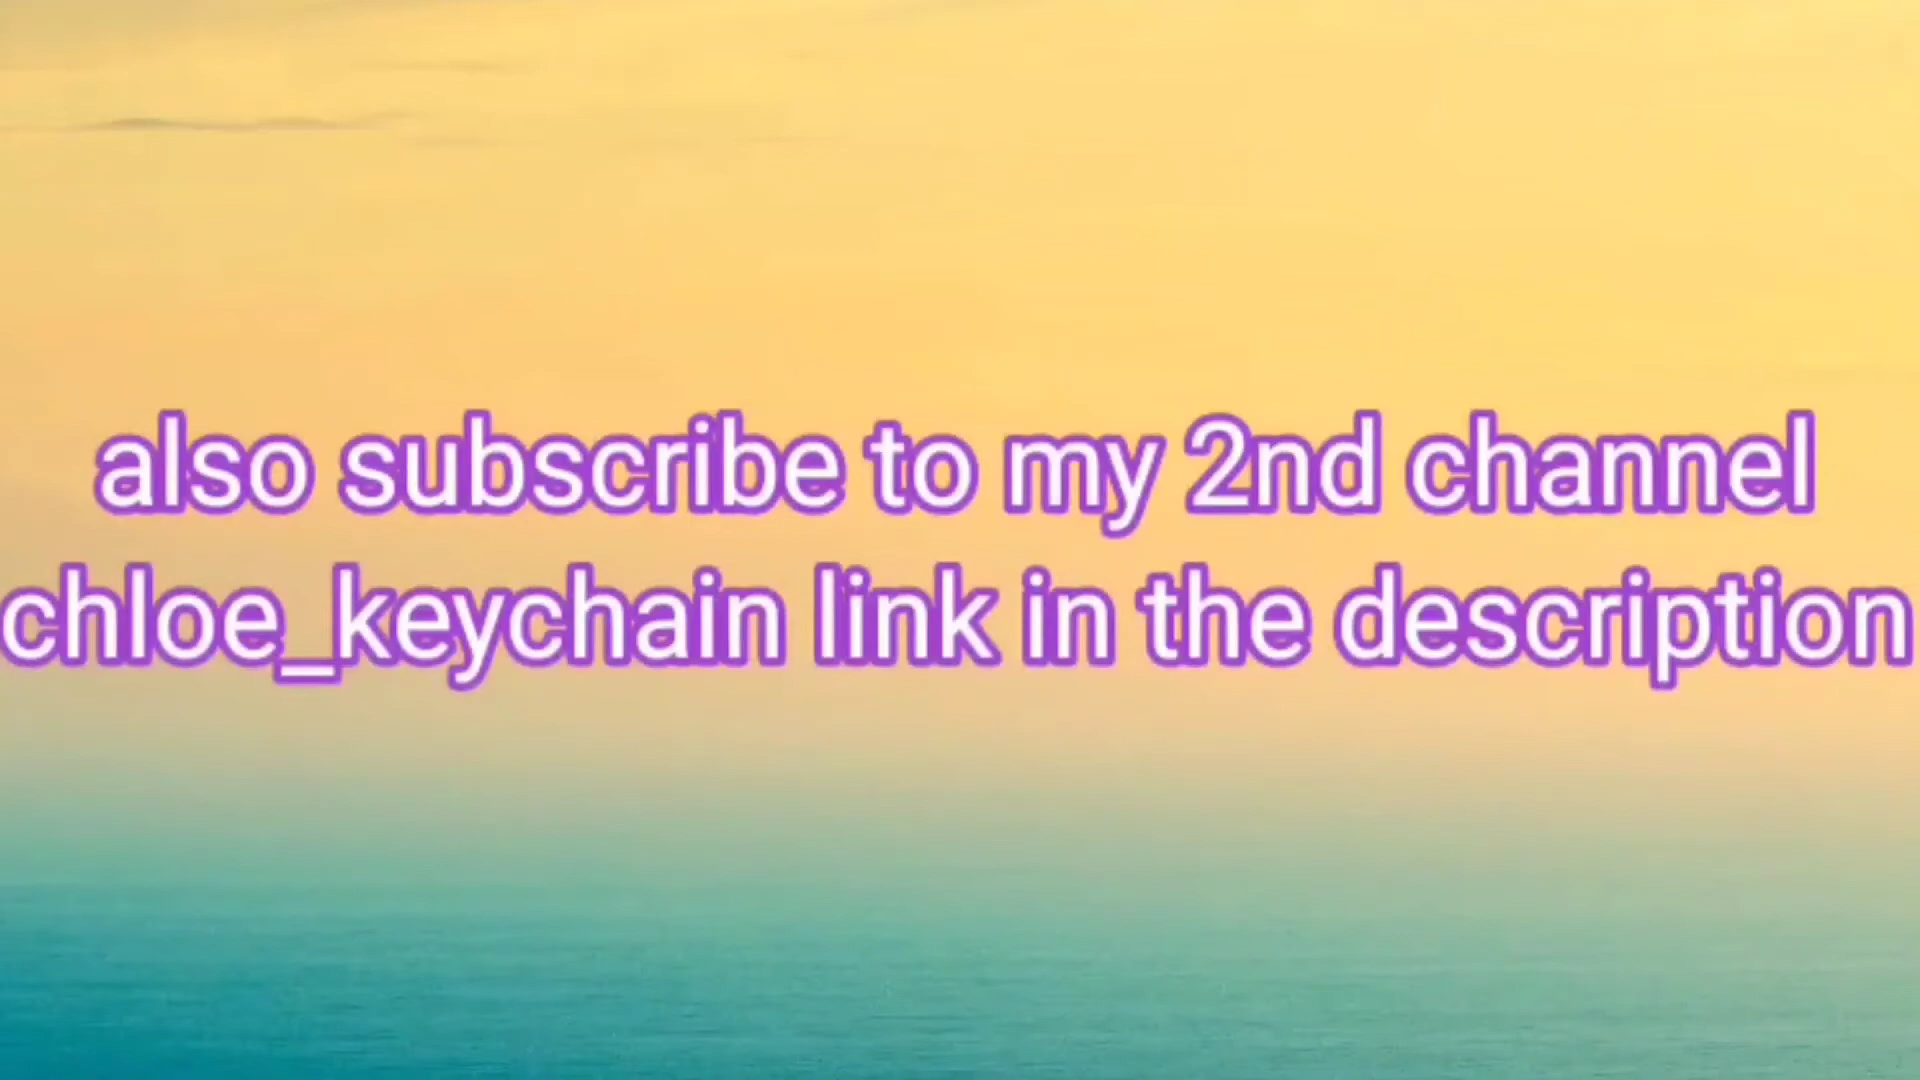 also subscribe to my 2nd channel
chloe_keychain link in the description